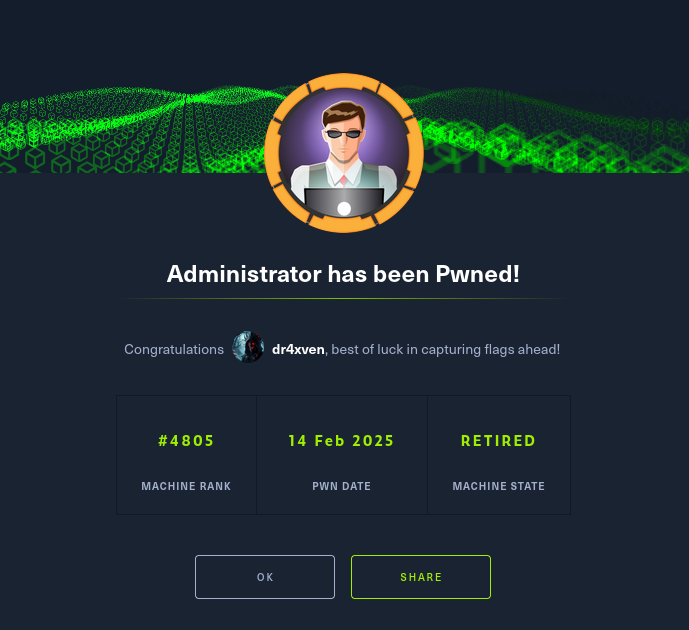 Administrator has been Pwned!
Congratulations dr4xven, best of luck in capturing flags ahead!
#4805 14 Feb 2025 RETIRED
MACHINE RANK PWN DATE MACHINE STATE
OK SHARE